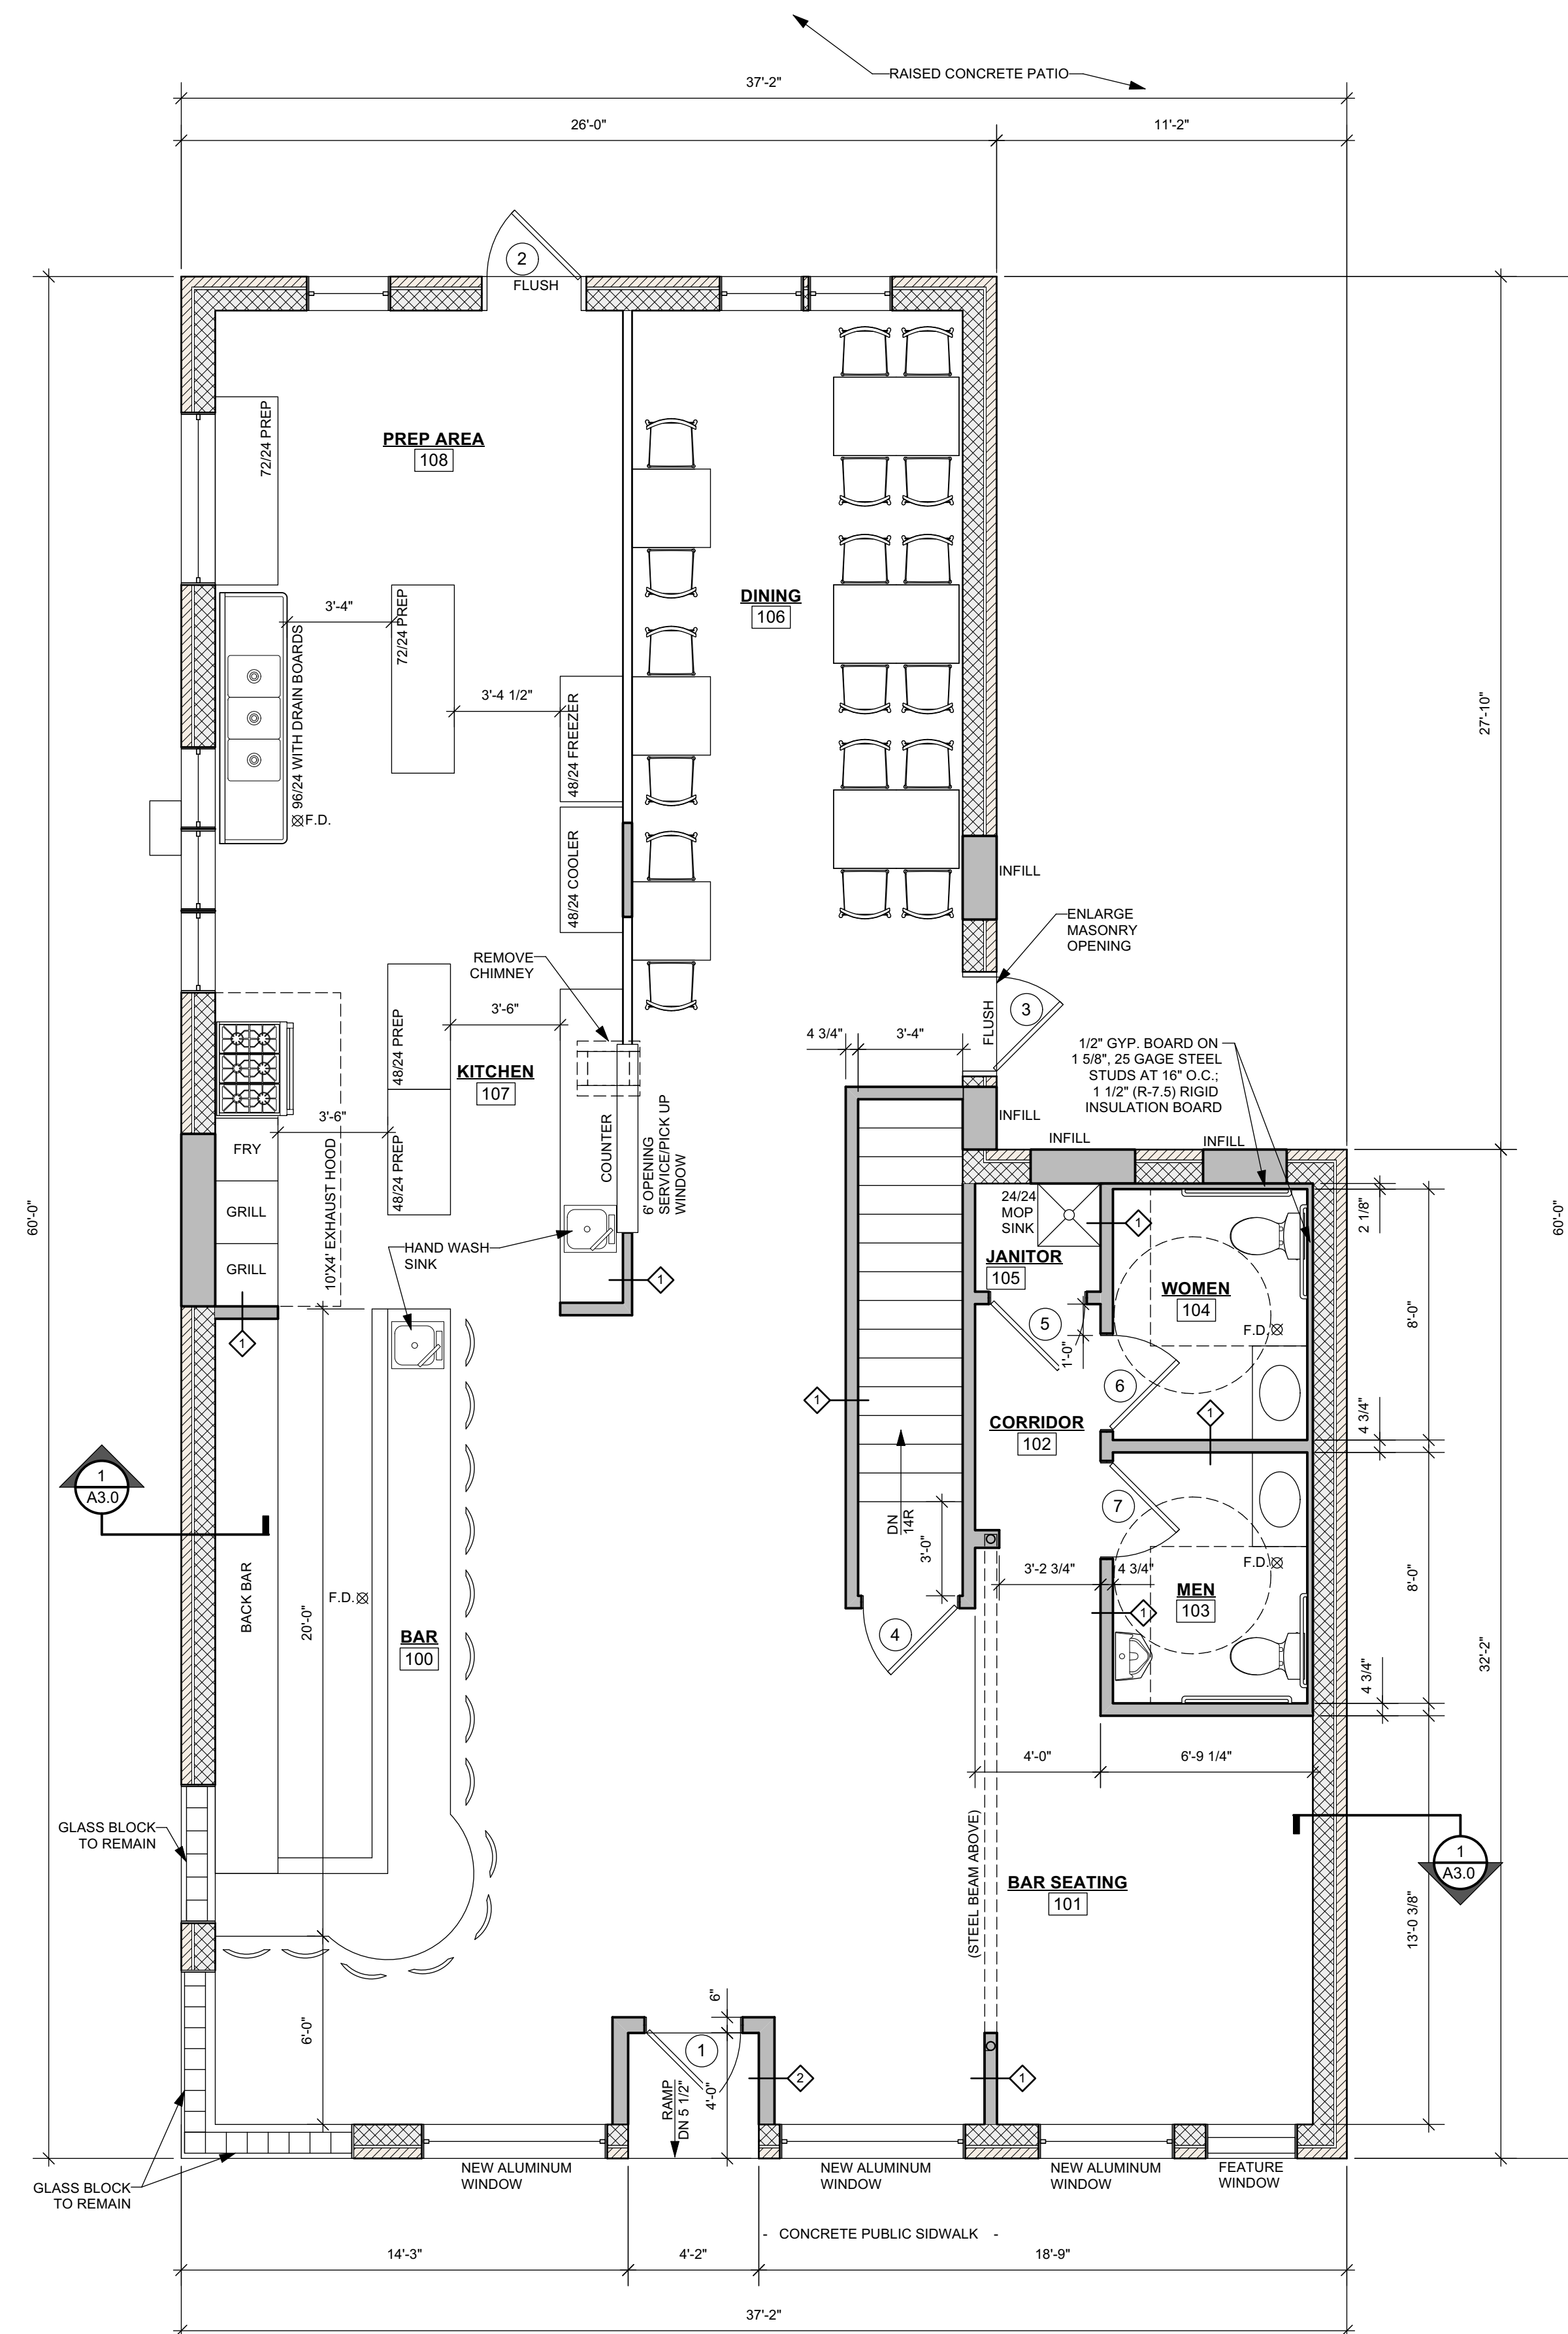 RAISED CONCRETE PATIO
37'-2"
26'-0"
11'-2"
2
FLUSH
72/24 PREP
PREP AREA
108
DINING
106
3'-4"
72/24 PREP
96/24 WITH DRAIN BOARDS
3'-4 1/2"
48/24 FREEZER
27'-10"
F.D.
48/24 COOLER
INFILL
ENLARGE
MASONRY
OPENING
REMOVE
CHIMNEY
3'-6"
FLUSH
3
4 3/4"
3'-4"
48/24 PREP
KITCHEN
107
1/2" GYP. BOARD ON
1 5/8", 25 GAGE STEEL
STUDS AT 16" O.C.;
1 1/2" (R-7.5) RIGID
INSULATION BOARD
3'-6"
FRY
GRILL
GRILL
10'X4' EXHAUST HOOD
48/24 PREP
COUNTER
6' OPENING
SERVICE/PICK UP
WINDOW
INFILL
INFILL
INFILL
60'-0"
60'-0"
24/24
MOP
SINK
1
2 1/8"
HAND WASH
SINK
JANITOR
105
WOMEN
104
1
1
5
1'-0"
F.D.
8'-0"
6
1
1
4 3/4"
CORRIDOR
102
1
A3.0
7
DN
14R
3'-0"
3'-2 3/4"
4 3/4"
F.D.
BACK BAR
20'-0"
F.D.
MEN
103
1
8'-0"
BAR
100
4
32'-2"
4 3/4"
4'-0"
6'-9 1/4"
GLASS BLOCK
TO REMAIN
(STEEL BEAM ABOVE)
BAR SEATING
101
1
A3.0
13'-0 3/8"
6'-0"
6"
1
4'-0"
RAMP
DN 5 1/2"
2
1
GLASS BLOCK
TO REMAIN
NEW ALUMINUM
WINDOW
NEW ALUMINUM
WINDOW
NEW ALUMINUM
WINDOW
FEATURE
WINDOW
- CONCRETE PUBLIC SIDWALK -
14'-3"
4'-2"
18'-9"
37'-2"